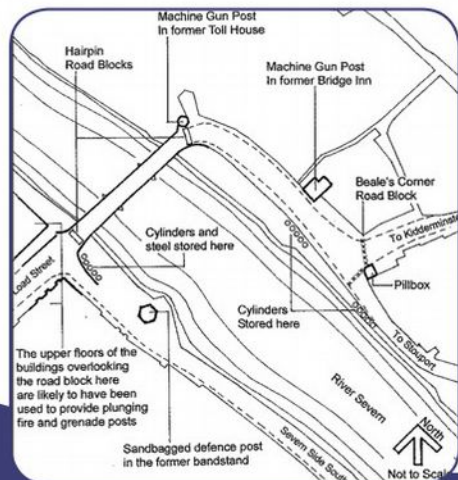 Machine Gun Post
In former Toll House
Hairpin
Road Blocks
Machine Gun Post
In former Bridge Inn
Beale's Corner
Road Block
To Kidderminster
Cylinders and
steel stored here
Load Street
Pillbox
Cylinders
Stored here
To Stouport
The upper floors of the
buildings overlooking
the road block here
are likely to have been
used to provide plunging
fire and grenade posts
River Severn
Severn Side South
North
Sandbagged defence post
in the former bandstand
Not to Scale